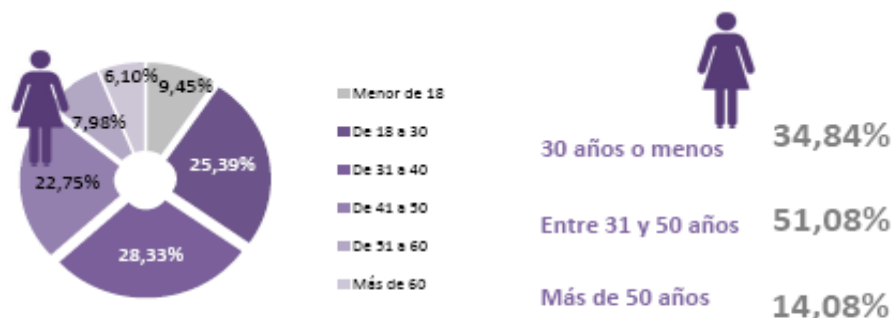 6,10%
9,45%
7,98%
25,39%
22,75%
28,33%
Menor de 18
De 18 a 30
De 31 a 40
De 41 a 50
De 51 a 60
Más de 60
30 años o menos 34,84%
Entre 31 y 50 años 51,08%
Más de 50 años 14,08%